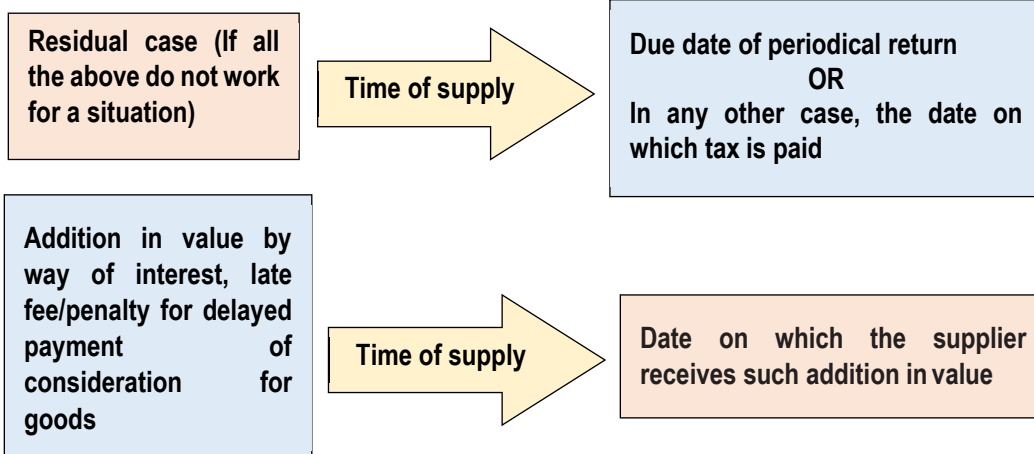 Residual case (If all
the above do not work
for a situation)
Time of supply
Due date of periodical return
OR
In any other case, the date on
which tax is paid
Addition in value by
way of interest, late
fee/penalty for delayed
payment of
consideration for
goods
Time of supply
Date on which the supplier
receives such addition in value